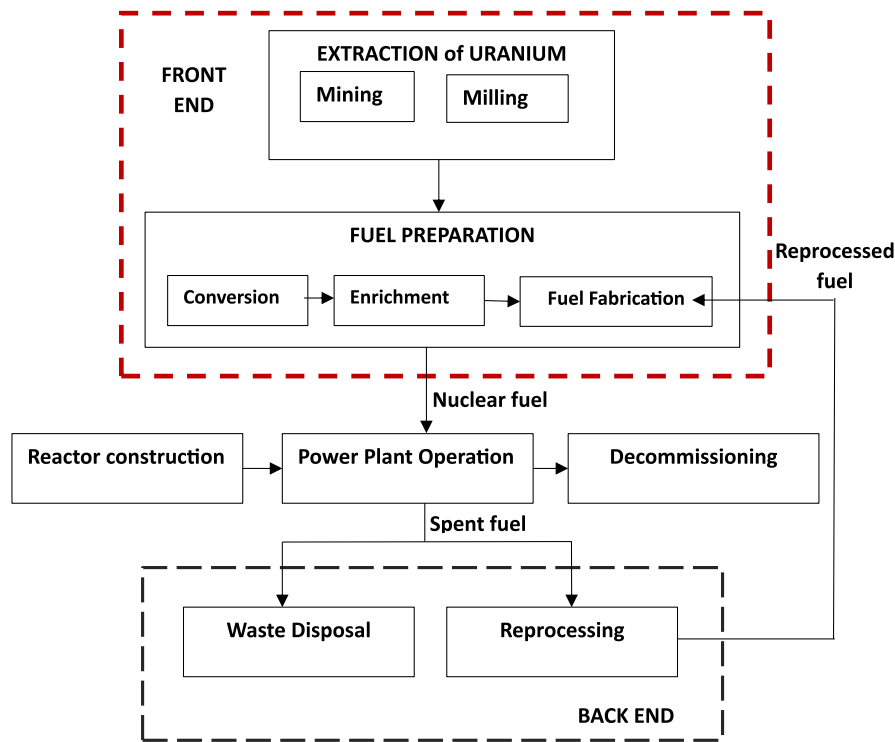 EXTRACTION of URANIUM
FRONT
END
Mining
Milling
FUEL PREPARATION
Reprocessed
fuel
Conversion
Enrichment
Fuel Fabrication
Nuclear fuel
Reactor construction
Power Plant Operation
Decommissioning
Spent fuel
Waste Disposal
Reprocessing
BACK END